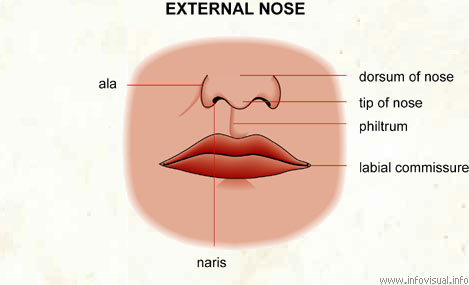 EXTERNAL NOSE
ala
dorsum of nose
tip of nose
philtrum
labial commissure
naris
www.infovisual.info